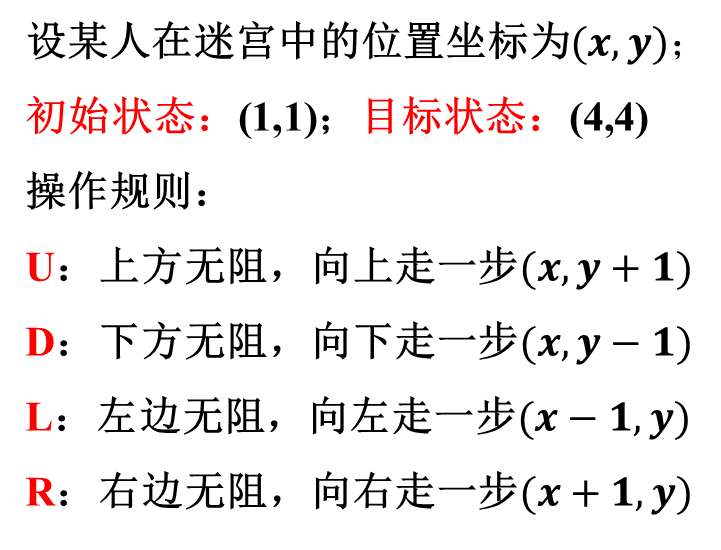 设某人在迷宫中的位置坐标为(x, y)；
初始状态：(1,1)；目标状态：(4,4)
操作规则：
U：上方无阻，向上走一步(x, y + 1)
D：下方无阻，向下走一步(x, y − 1)
L：左边无阻，向左走一步(x − 1, y)
R：右边无阻，向右走一步(x + 1, y)